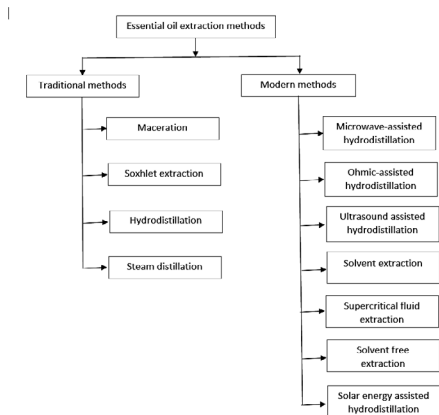 Essential oil extraction methods
Traditional methods
Modern methods
Maceration
Soxhlet extraction
Hydrodistillation
Steam distillation
Microwave-assisted
hydrodistillation
Ohmic-assisted
hydrodistillation
Ultrasound assisted
hydrodistillation
Solvent extraction
Supercritical fluid
extraction
Solvent free
extraction
Solar energy assisted
hydrodistillation